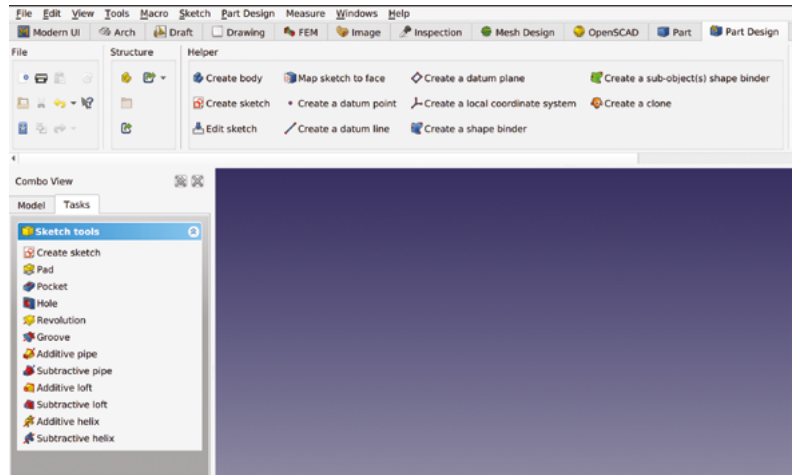 File Edit View Tools Macro Sketch Part Design Measure Windows Help
Modern UI Arch Draft Drawing FEM Image Inspection Mesh Design OpenSCAD Part Part Design
File Structure Helper
Create body Map sketch to face Create a datum plane Create a sub-object(s) shape binder
Create sketch Create a datum point Create a local coordinate system Create a clone
Edit sketch Create a datum line Create a shape binder
Combo View
Model Tasks
Sketch tools
Create sketch
Pad
Pocket
Hole
Revolution
Groove
Additive pipe
Subtractive pipe
Additive loft
Subtractive loft
Additive helix
Subtractive helix